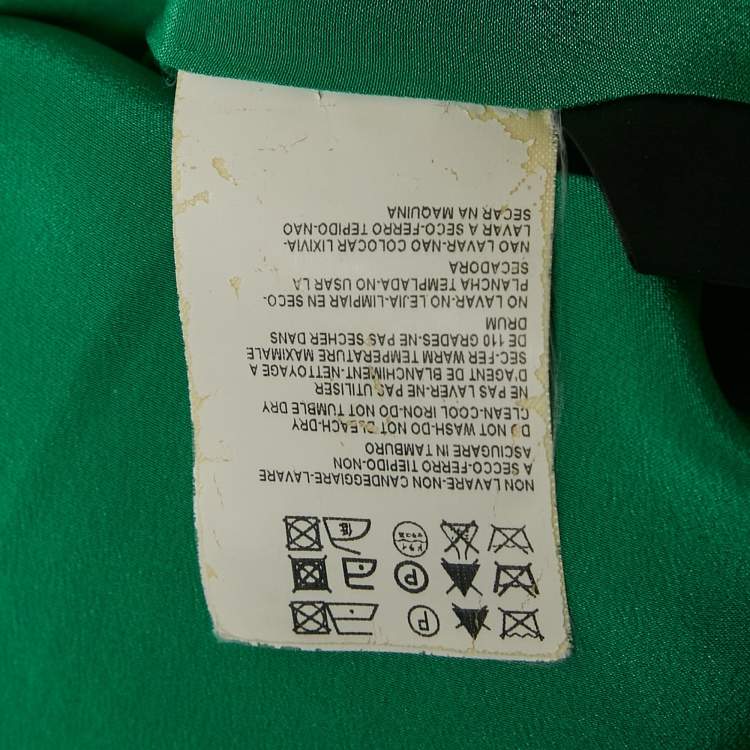 NON LAVARE-NON CANDEGGIARE-LAVARE
A SECCO-FERRO TIEPIDO-NON
ASCIUGARE IN TAMBURO
DO NOT WASH-DO NOT BLEACH-DRY
CLEAN-COOL IRON-DO NOT TUMBLE DRY
NE PAS LAVER-NE PAS UTILISER
D'AGENT DE BLANCHIMENT-NETTOYAGE A
SEC-FER WARM TEMPERATURE MAXIMALE
DE 110 GRADES-NE PAS SECHER DANS
DRUM
NO LAVAR-NO LEJIA-LIMPIAR EN SECO-
PLANCHA TEMPLADA-NO USAR LA
SECADORA
NAO LAVAR-NAO COLOCAR LIXIVIA-
LAVAR A SECO-FERRO TEPIDO-NAO
SECAR NA MAQUINA